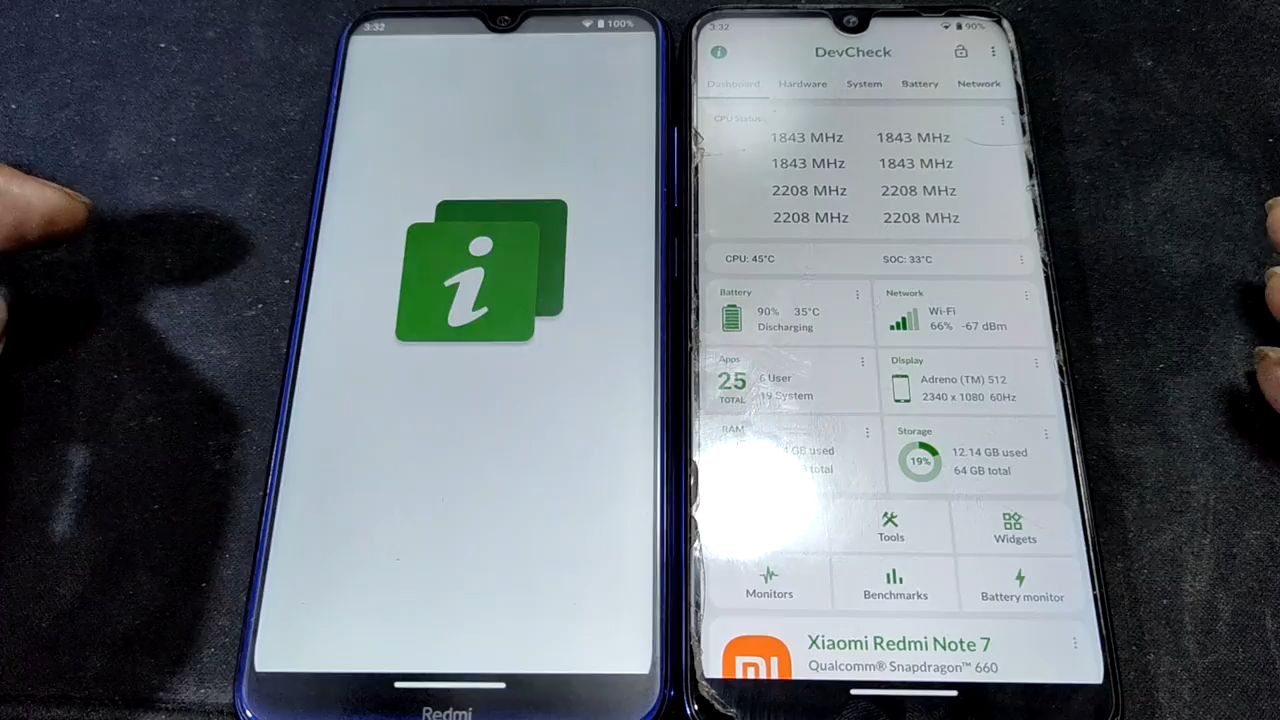 3:32
100%
Redmi
3:32
90%
DevCheck
Dashboard Hardware System Battery Network
CPU Status
1843 MHz 1843 MHz
1843 MHz 1843 MHz
2208 MHz 2208 MHz
2208 MHz 2208 MHz
CPU: 45°C SOC: 33°C
Battery
90% 35°C
Discharging
Network
Wi-Fi
66% -67 dBm
Apps
25
TOTAL
6 User
19 System
Display
Adreno (TM) 512
2340 x 1080 60Hz
RAM
GB used
total
Storage
19%
12.14 GB used
64 GB total
Tools
Widgets
Monitors
Benchmarks
Battery monitor
Xiaomi Redmi Note 7
Qualcomm® Snapdragon™ 660